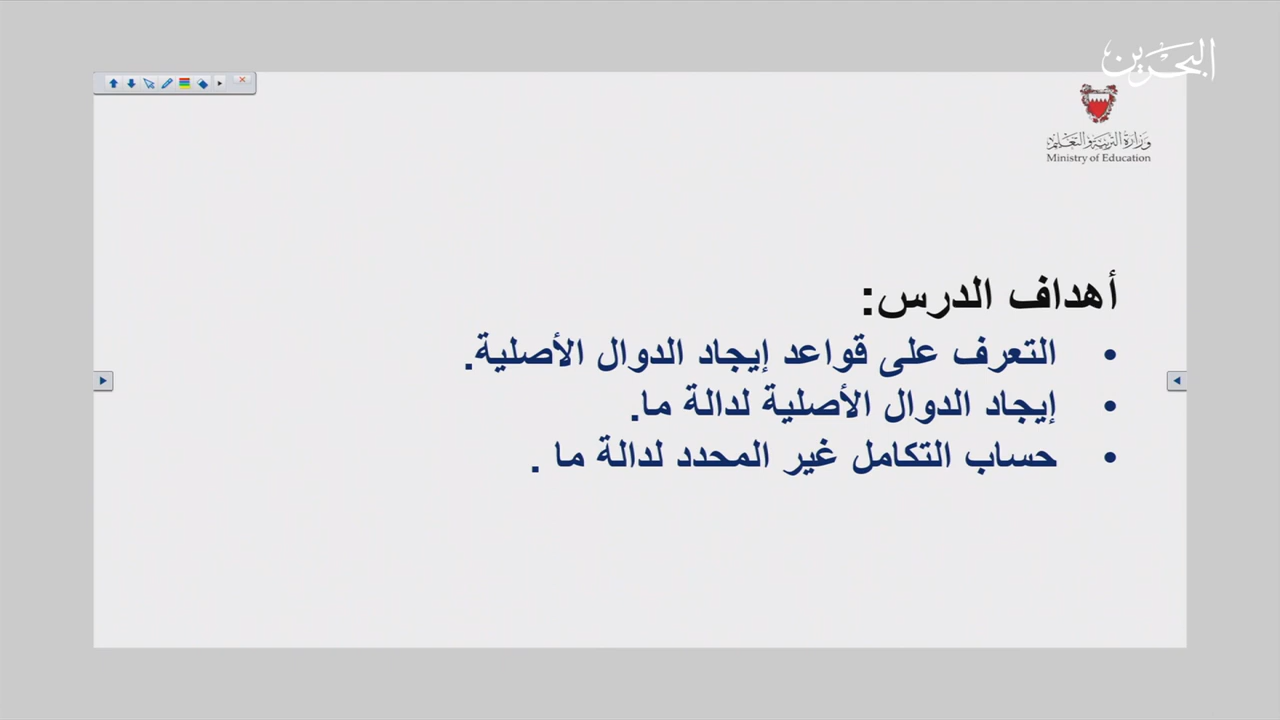 البحرين
وزارة التربية والتعليم
Ministry of Education
أهداف الدرس:
• التعرف على قواعد إيجاد الدوال الأصلية.
• إيجاد الدوال الأصلية لدالة ما.
• حساب التكامل غير المحدد لدالة ما .